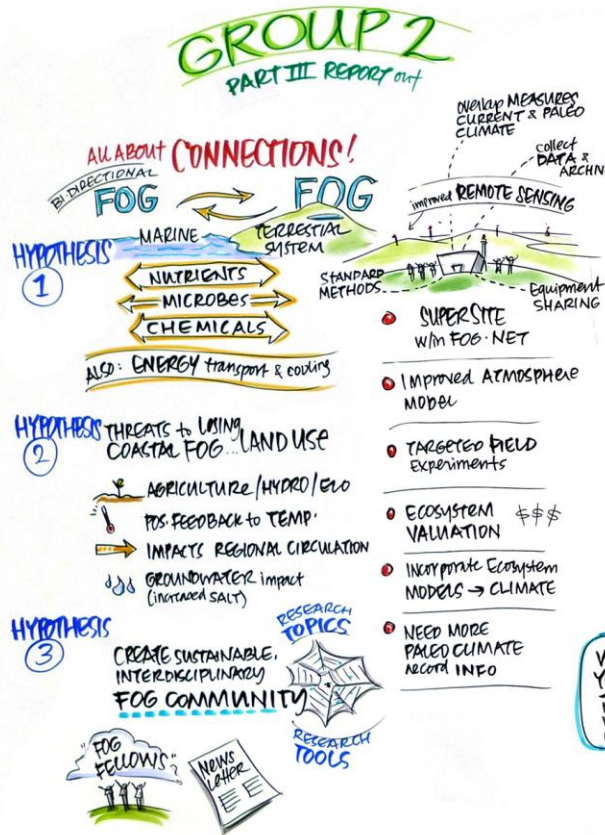 GROUP 2
PART III REPORT out
ALL ABOUT CONNECTIONS!
BI-DIRECTIONAL
FOG
FOG
MARINE
TERRESTIAL
SYSTEM
HYPOTHESIS
1
NUTRIENTS
MICROBES
CHEMICALS
ALSO: ENERGY transport & cooling
HYPOTHESIS
2
THREATS to LOSING
COASTAL FOG... LAND USE
AGRICULTURE/HYDRO/ECO
POS. FEEDBACK to TEMP.
IMPACTS REGIONAL CIRCULATION
GROUNDWATER impact
(increased SALT)
HYPOTHESIS
3
CREATE SUSTAINABLE,
INTERDISCIPLINARY
FOG COMMUNITY
RESEARCH
TOPICS
RESEARCH
TOOLS
"FOG
FELLOWS"
NEWS
Letter
overlap MEASURES
CURRENT & PALEO
CLIMATE
collect
DATA &
improved REMOTE SENSING
STANDARD
METHODS
Equipment
SHARING
SUPERSITE
w/in FOG·NET
Improved ATMOSPHERE
MODEL
TARGETED FIELD
Experiments
ECOSYSTEM
VALUATION $$$
Incorporate Ecosystem
MODELS → CLIMATE
NEED MORE
PALEO CLIMATE
record INFO